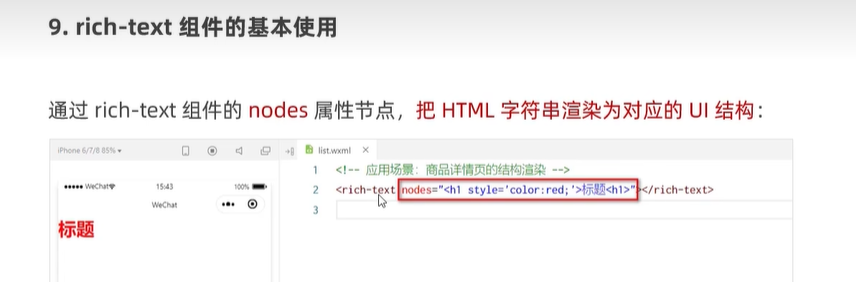 9. rich-text 组件的基本使用
通过 rich-text 组件的 nodes 属性节点，把 HTML 字符串渲染为对应的 UI 结构：
iPhone 6/7/8 85%
list.wxml
1 <!-- 应用场景：商品详情页的结构渲染 -->
2 <rich-text nodes="<h1 style='color:red;'>标题<h1>"></rich-text>
3
WeChat 15:43 100%
WeChat
标题